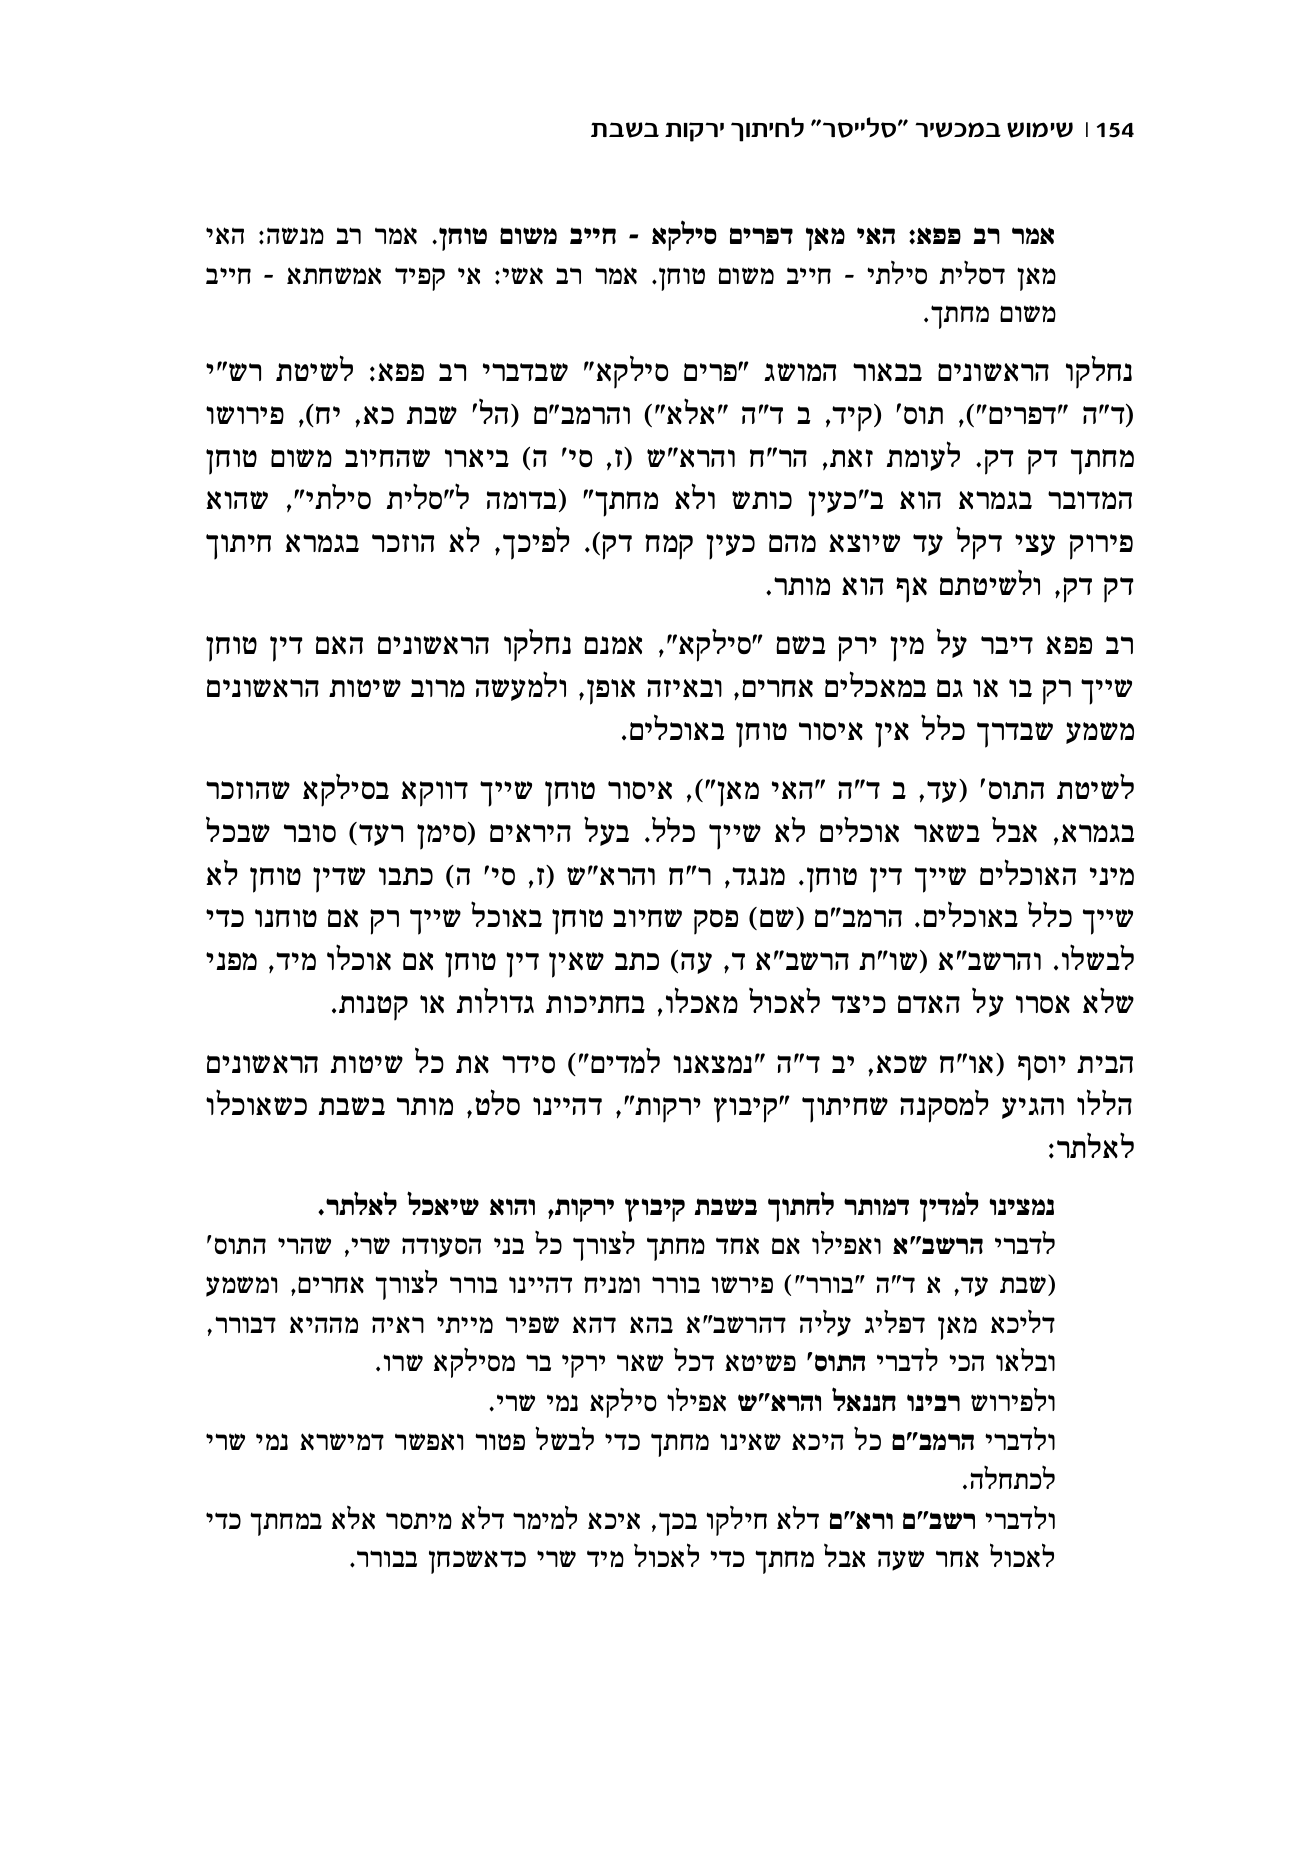 154 | שימוש במכשיר "סלייסר" לחיתוך ירקות בשבת
אמר רב פפא: האי מאן דפרים סילקא - חייב משום טוחן. אמר רב מנשה: האי
מאן דסלית סילתי - חייב משום טוחן. אמר רב אשי: אי קפיד אמשחתא - חייב
משום מחתך.
נחלקו הראשונים בבאור המושג "פרים סילקא" שבדברי רב פפא: לשיטת רש"י
(ד"ה "דפרים"), תוס' (קיד, ב ד"ה "אלא") והרמב"ם (הל' שבת כא, יח), פירושו
מחתך דק דק. לעומת זאת, הר"ח והרא"ש (ז, סי' ה) ביארו שהחיוב משום טוחן
המדובר בגמרא הוא ב"כעין כותש ולא מחתך" (בדומה ל"סלית סילתי", שהוא
פירוק עצי דקל עד שיוצא מהם כעין קמח דק). לפיכך, לא הוזכר בגמרא חיתוך
דק דק, ולשיטתם אף הוא מותר.
רב פפא דיבר על מין ירק בשם "סילקא", אמנם נחלקו הראשונים האם דין טוחן
שייך רק בו או גם במאכלים אחרים, ובאיזה אופן, ולמעשה מרוב שיטות הראשונים
משמע שבדרך כלל אין איסור טוחן באוכלים.
לשיטת התוס' (עד, ב ד"ה "האי מאן"), איסור טוחן שייך דווקא בסילקא שהוזכר
בגמרא, אבל בשאר אוכלים לא שייך כלל. בעל היראים (סימן רעד) סובר שבכל
מיני האוכלים שייך דין טוחן. מנגד, ר"ח והרא"ש (ז, סי' ה) כתבו שדין טוחן לא
שייך כלל באוכלים. הרמב"ם (שם) פסק שחיוב טוחן באוכל שייך רק אם טוחנו כדי
לבשלו. והרשב"א (שו"ת הרשב"א ד, עה) כתב שאין דין טוחן אם אוכלו מיד, מפני
שלא אסרו על האדם כיצד לאכול מאכלו, בחתיכות גדולות או קטנות.
הבית יוסף (או"ח שכא, יב ד"ה "נמצאנו למדים") סידר את כל שיטות הראשונים
הללו והגיע למסקנה שחיתוך "קיבוץ ירקות", דהיינו סלט, מותר בשבת כשאוכלו
לאלתר:
נמצינו למדין דמותר לחתוך בשבת קיבוץ ירקות, והוא שיאכל לאלתר.
לדברי הרשב"א ואפילו אם אחד מחתך לצורך כל בני הסעודה שרי, שהרי התוס'
(שבת עד, א ד"ה "בורר") פירשו בורר ומניח דהיינו בורר לצורך אחרים, ומשמע
דליכא מאן דפליג עליה דהרשב"א בהא דהא שפיר מייתי ראיה מההיא דבורר,
ובלאו הכי לדברי התוס' פשיטא דכל שאר ירקי בר מסילקא שרו.
ולפירוש רבינו חננאל והרא"ש אפילו סילקא נמי שרי.
ולדברי הרמב"ם כל היכא שאינו מחתך כדי לבשל פטור ואפשר דמישרא נמי שרי
לכתחלה.
ולדברי רשב"ם ורא"ם דלא חילקו בכך, איכא למימר דלא מיתסר אלא במחתך כדי
לאכול אחר שעה אבל מחתך כדי לאכול מיד שרי כדאשכחן בבורר.